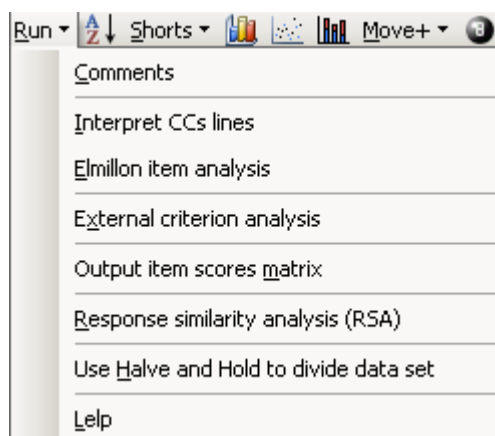 Run Shorts Move+
Comments
Interpret CCs lines
Elmillon item analysis
External criterion analysis
Output item scores matrix
Response similarity analysis (RSA)
Use Halve and Hold to divide data set
Lelp